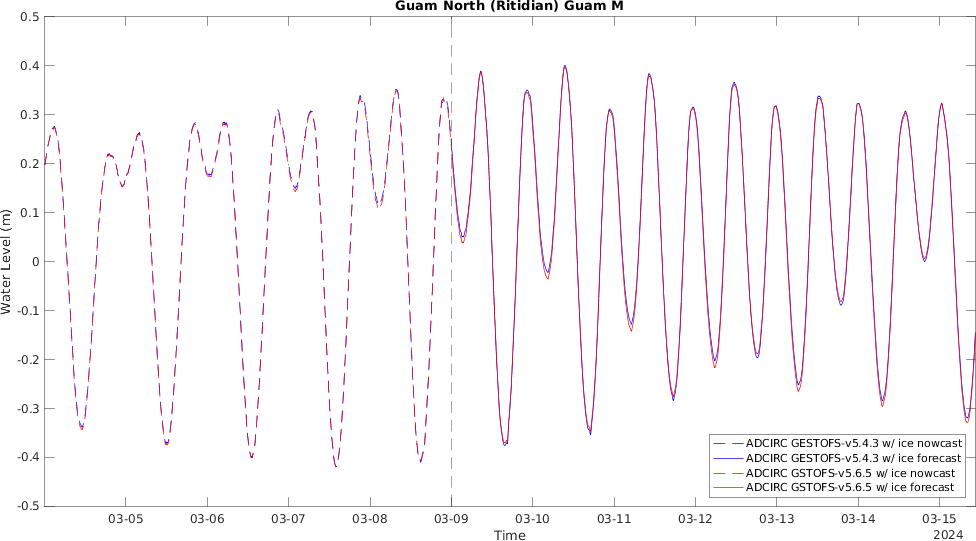 Guam North (Ritidian) Guam M
Water Level (m)
0.5
0.4
0.3
0.2
0.1
0
-0.1
-0.2
-0.3
-0.4
-0.5
ADCIRC GESTOFS-v5.4.3 w/ ice nowcast
ADCIRC GESTOFS-v5.4.3 w/ ice forecast
ADCIRC GSTOFS-v5.6.5 w/ ice nowcast
ADCIRC GSTOFS-v5.6.5 w/ ice forecast
03-05 03-06 03-07 03-08 03-09 03-10 03-11 03-12 03-13 03-14 03-15
Time 2024